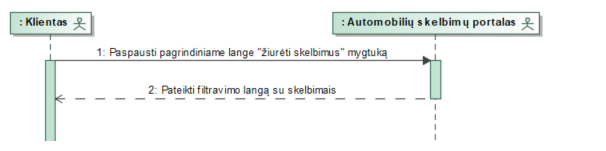 : Klientas
: Automobilių skelbimų portalas
1: Paspausti pagrindiniame lange "žiurėti skelbimus" mygtuką
2: Pateikti filtravimo langą su skelbimais